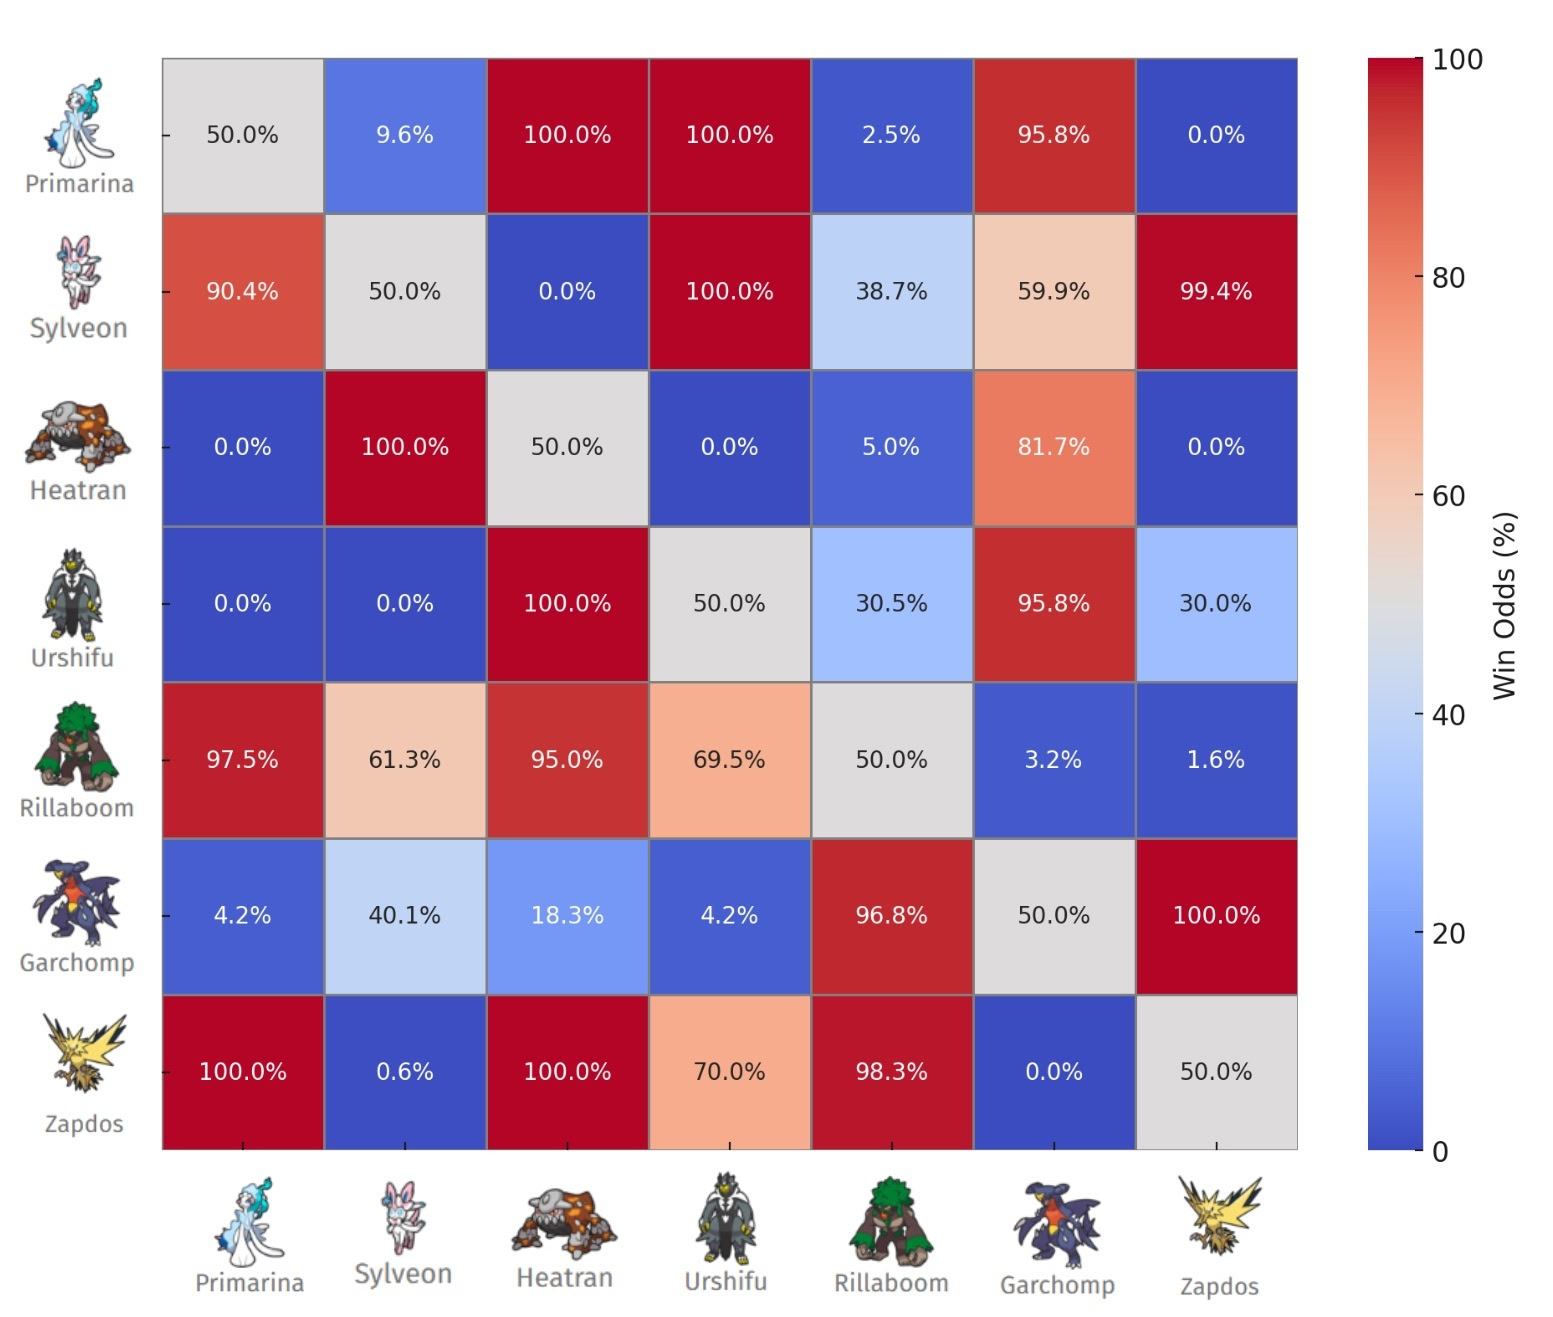 50.0% 9.6% 100.0% 100.0% 2.5% 95.8% 0.0%
Primarina
90.4% 50.0% 0.0% 100.0% 38.7% 59.9% 99.4%
Sylveon
0.0% 100.0% 50.0% 0.0% 5.0% 81.7% 0.0%
Heatran
0.0% 0.0% 100.0% 50.0% 30.5% 95.8% 30.0%
Urshifu
97.5% 61.3% 95.0% 69.5% 50.0% 3.2% 1.6%
Rillaboom
4.2% 40.1% 18.3% 4.2% 96.8% 50.0% 100.0%
Garchomp
100.0% 0.6% 100.0% 70.0% 98.3% 0.0% 50.0%
Zapdos
Primarina Sylveon Heatran Urshifu Rillaboom Garchomp Zapdos
100
80
60
40
20
0
Win Odds (%)